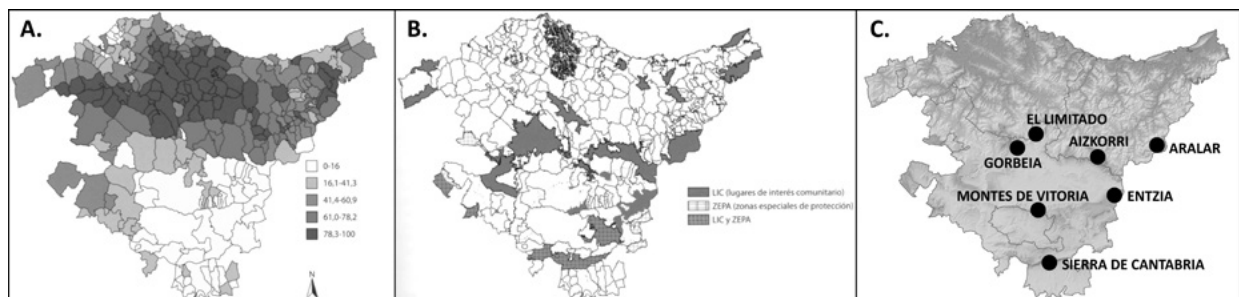 A.
0-16
16,1-41,3
41,4-60,9
61,0-78,2
78,3-100
N
B.
LIC (lugares de interés comunitario)
ZEPA (zonas especiales de protección)
LIC y ZEPA
C.
EL LIMITADO
GORBEIA
AIZKORRI
ARALAR
MONTES DE VITORIA
ENTZIA
SIERRA DE CANTABRIA